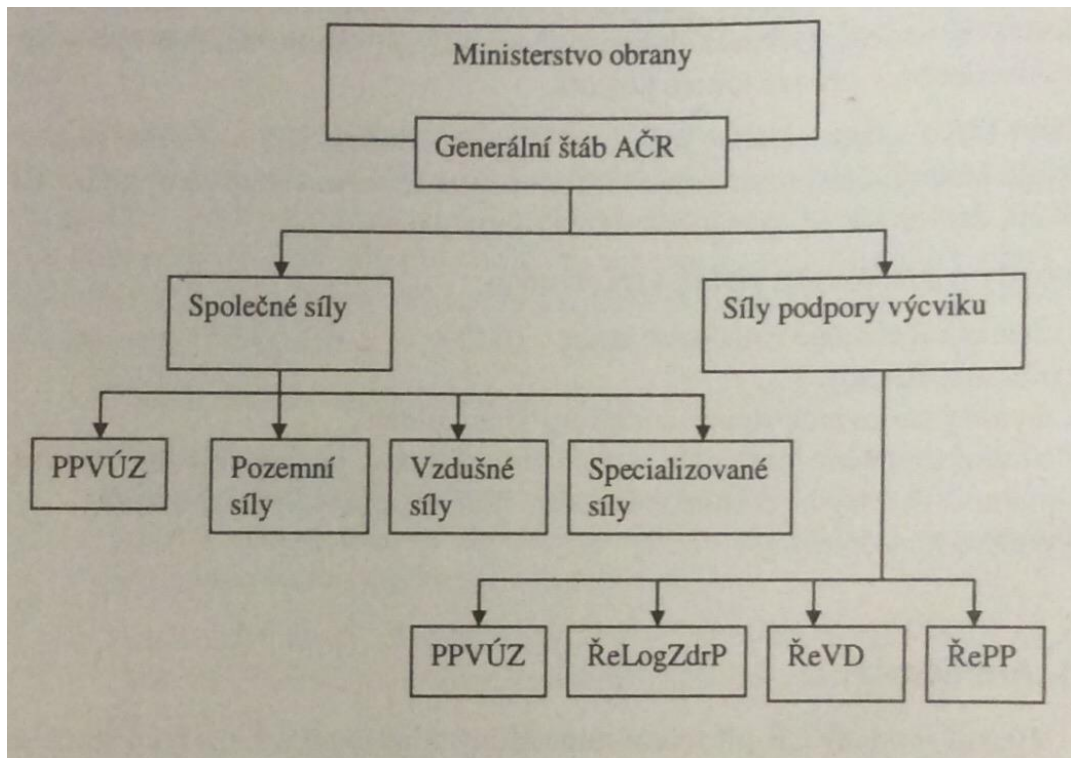 Ministerstvo obrany
Generální štáb AČR
Společné síly
Síly podpory výcviku
PPVÚZ
Pozemní
síly
Vzdušné
síly
Specializované
síly
PPVÚZ
ŘeLogZdrP
ŘeVD
ŘePP